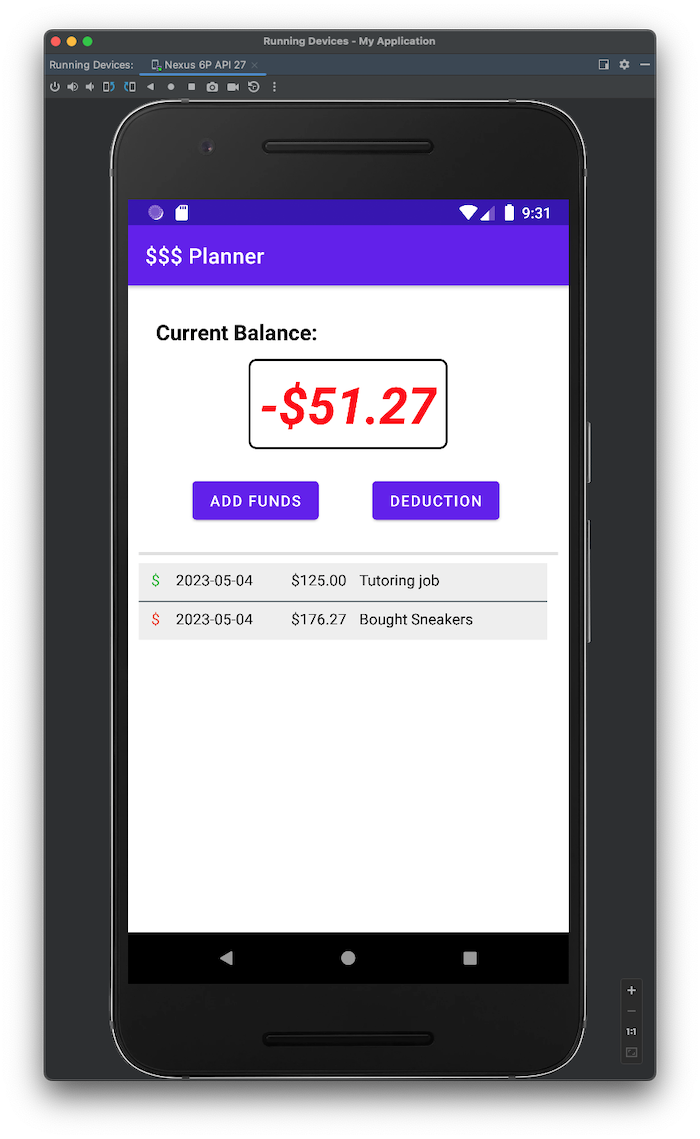 Running Devices - My Application
Running Devices: Nexus 6P API 27
9:31
$$$ Planner
Current Balance:
-$51.27
ADD FUNDS DEDUCTION
$ 2023-05-04 $125.00 Tutoring job
$ 2023-05-04 $176.27 Bought Sneakers
1:1